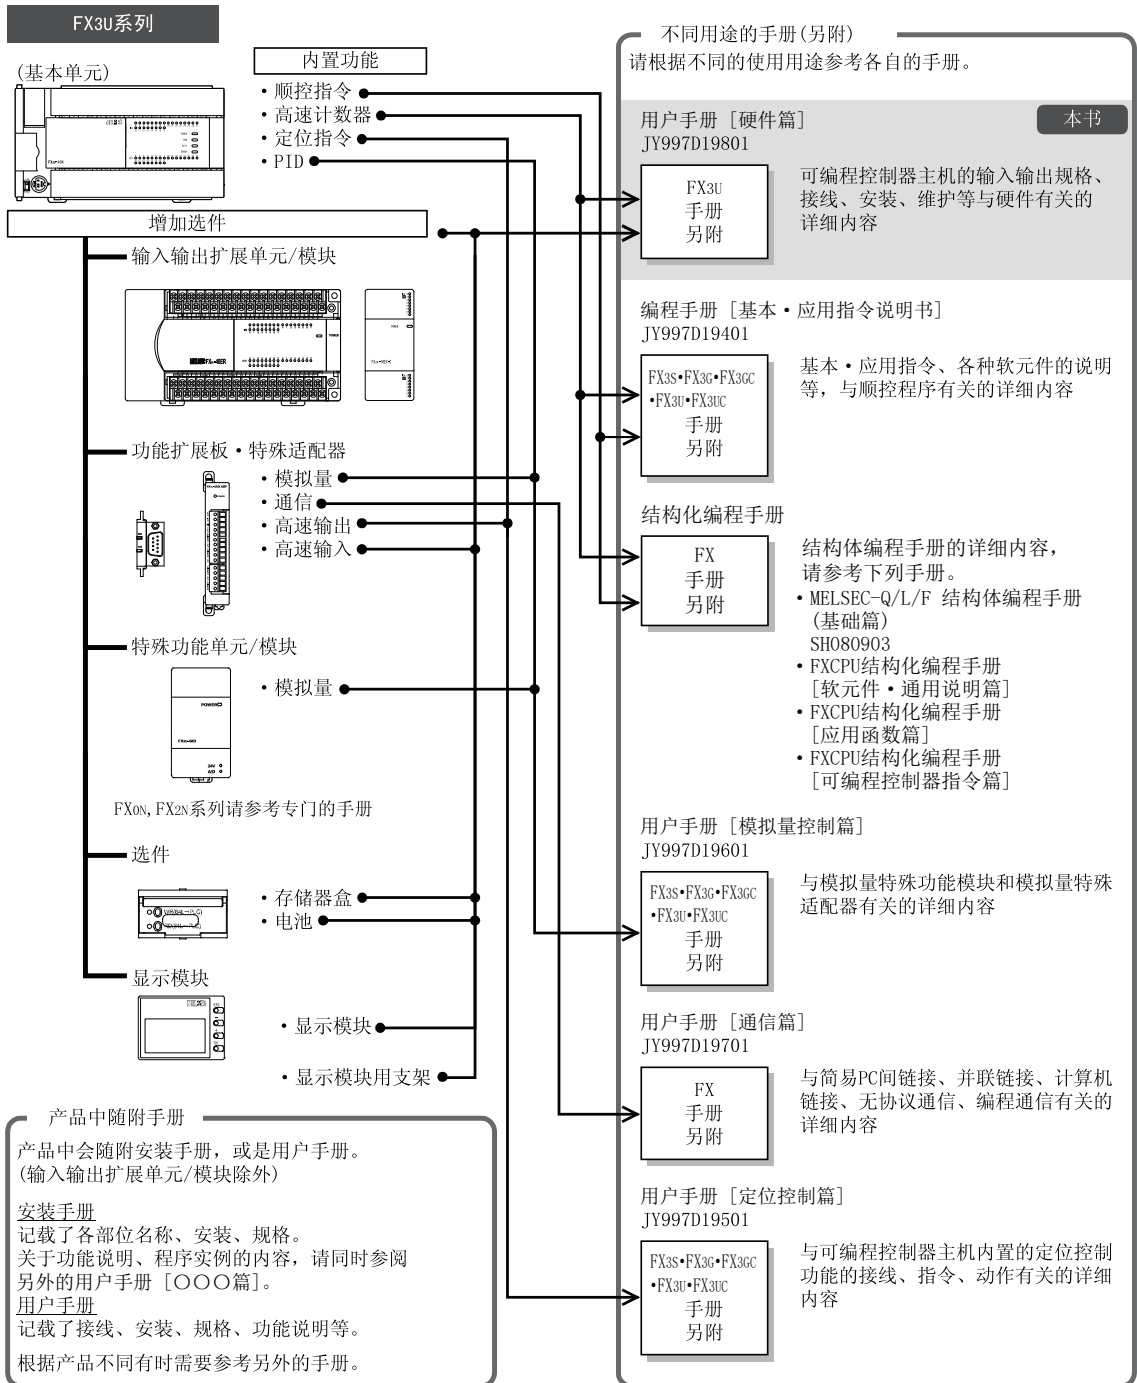 FX3U系列
(基本单元)
内置功能
・顺控指令
・高速计数器
・定位指令
・PID
增加选件
输入输出扩展单元/模块
功能扩展板・特殊适配器
・模拟量
・通信
・高速输出
・高速输入
特殊功能单元/模块
・模拟量
POWER
24V
A/D
FX0N,FX2N系列请参考专门的手册
选件
・存储器盒
・电池
显示模块
・显示模块
・显示模块用支架
产品中随附手册
产品中会随附安装手册，或是用户手册。
(输入输出扩展单元/模块除外)
安装手册
记载了各部位名称、安装、规格。
关于功能说明、程序实例的内容，请同时参阅
另外的用户手册［〇〇〇篇］。
用户手册
记载了接线、安装、规格、功能说明等。
根据产品不同有时需要参考另外的手册。
不同用途的手册(另附)
请根据不同的使用用途参考各自的手册。
用户手册［硬件篇］
JY997D19801
本书
FX3U
手册
另附
可编程控制器主机的输入输出规格、
接线、安装、维护等与硬件有关的
详细内容
编程手册［基本・应用指令说明书］
JY997D19401
FX3S•FX3G•FX3GC
•FX3U•FX3UC
手册
另附
基本・应用指令、各种软元件的说明
等，与顺控程序有关的详细内容
结构化编程手册
FX
手册
另附
结构体编程手册的详细内容，
请参考下列手册。
・MELSEC-Q/L/F 结构体编程手册
(基础篇)
SH080903
・FXCPU结构化编程手册
［软元件・通用说明篇］
・FXCPU结构化编程手册
［应用函数篇］
・FXCPU结构化编程手册
［可编程控制器指令篇］
用户手册［模拟量控制篇］
JY997D19601
FX3S•FX3G•FX3GC
•FX3U•FX3UC
手册
另附
与模拟量特殊功能模块和模拟量特殊
适配器有关的详细内容
用户手册［通信篇］
JY997D19701
FX
手册
另附
与简易PC间链接、并联链接、计算机
链接、无协议通信、编程通信有关的
详细内容
用户手册［定位控制篇］
JY997D19501
FX3S•FX3G•FX3GC
•FX3U•FX3UC
手册
另附
与可编程控制器主机内置的定位控制
功能的接线、指令、动作有关的详细
内容